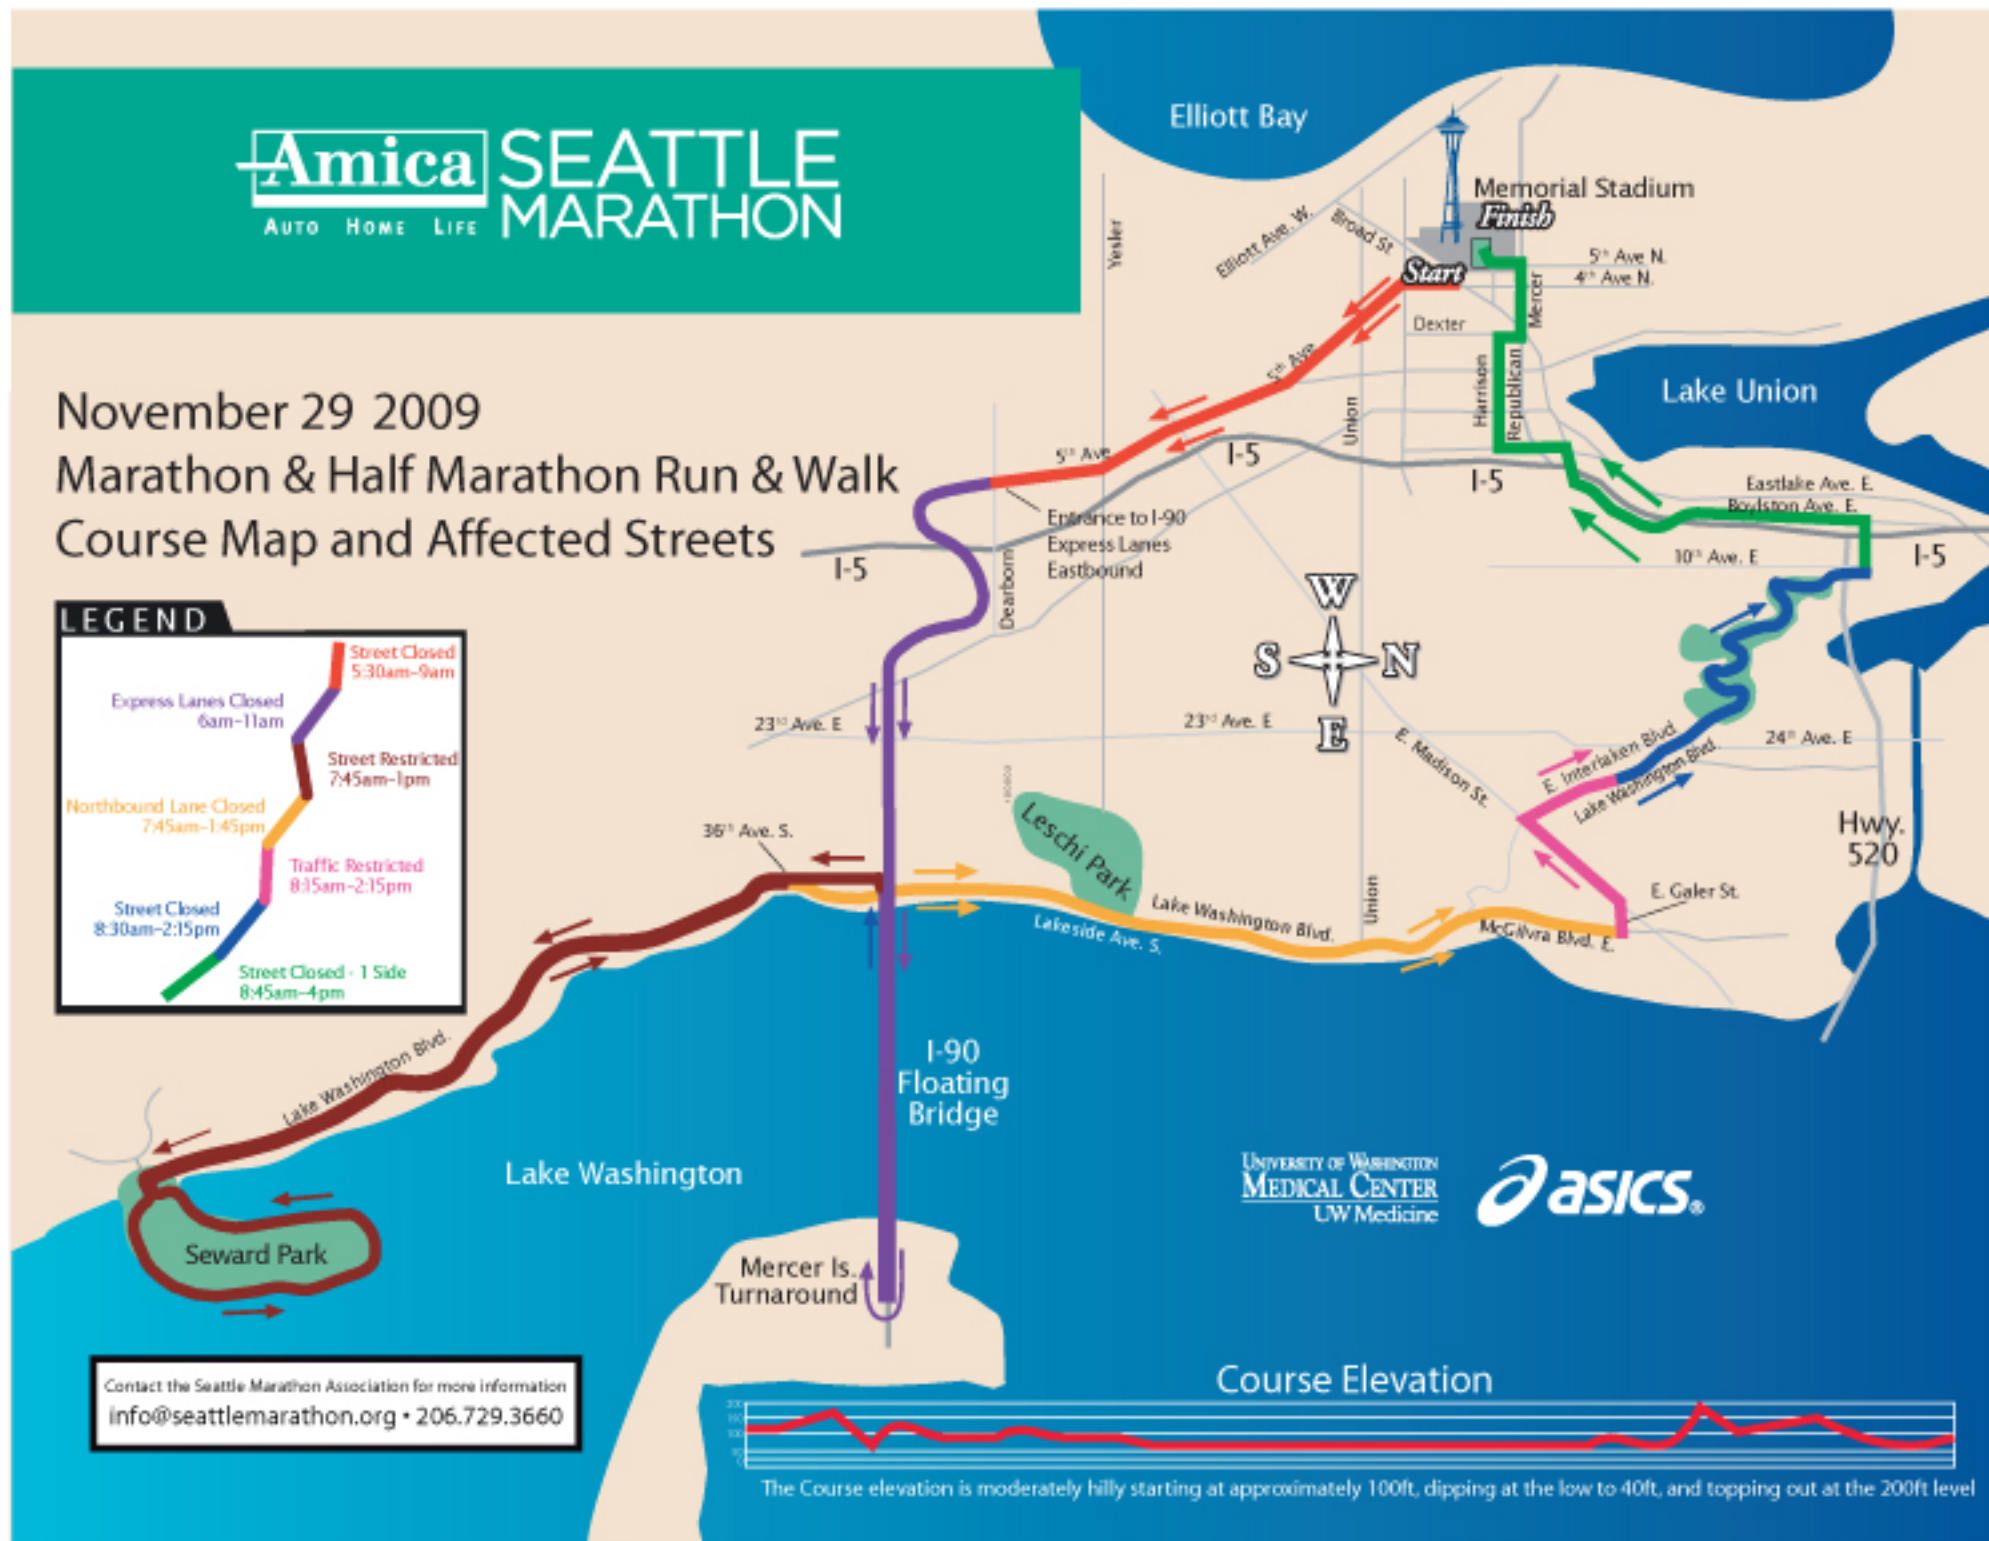 Amica
AUTO HOME LIFE
SEATTLE
MARATHON
November 29 2009
Marathon & Half Marathon Run & Walk
Course Map and Affected Streets
LEGEND
Street Closed
5:30am-9am
Express Lanes Closed
6am-11am
Street Restricted
7:45am-1pm
Northbound Lane Closed
7:45am-1:45pm
Traffic Restricted
8:15am-2:15pm
Street Closed
8:30am-2:15pm
Street Closed - 1 Side
8:45am-4pm
Elliott Bay
Memorial Stadium
Finish
Start
Elliott Ave. W.
Broad St.
Yesler
5th Ave N.
4th Ave N.
Mercer
Dexter
5th Ave
Harrison
Republican
Union
Lake Union
5th Ave
I-5
I-5
I-5
I-5
Eastlake Ave. E.
Boylston Ave. E.
10th Ave. E
Entrance to I-90
Express Lanes
Eastbound
Dearborn
W
S
N
E
23rd Ave. E
23rd Ave. E
24th Ave. E
E. Madison St.
E. Interlaken Blvd.
Lake Washington Blvd.
Hwy.
520
36th Ave. S.
Leschi Park
Union
E. Galer St.
Lake Washington Blvd.
Lakeside Ave. S.
McGilvra Blvd. E.
Lake Washington Blvd.
I-90
Floating
Bridge
Lake Washington
Seward Park
Mercer Is.
Turnaround
UNIVERSITY OF WASHINGTON
MEDICAL CENTER
UW Medicine
asics®
Contact the Seattle Marathon Association for more information
info@seattlemarathon.org • 206.729.3660
Course Elevation
200
150
100
50
0
The Course elevation is moderately hilly starting at approximately 100ft, dipping at the low to 40ft, and topping out at the 200ft level